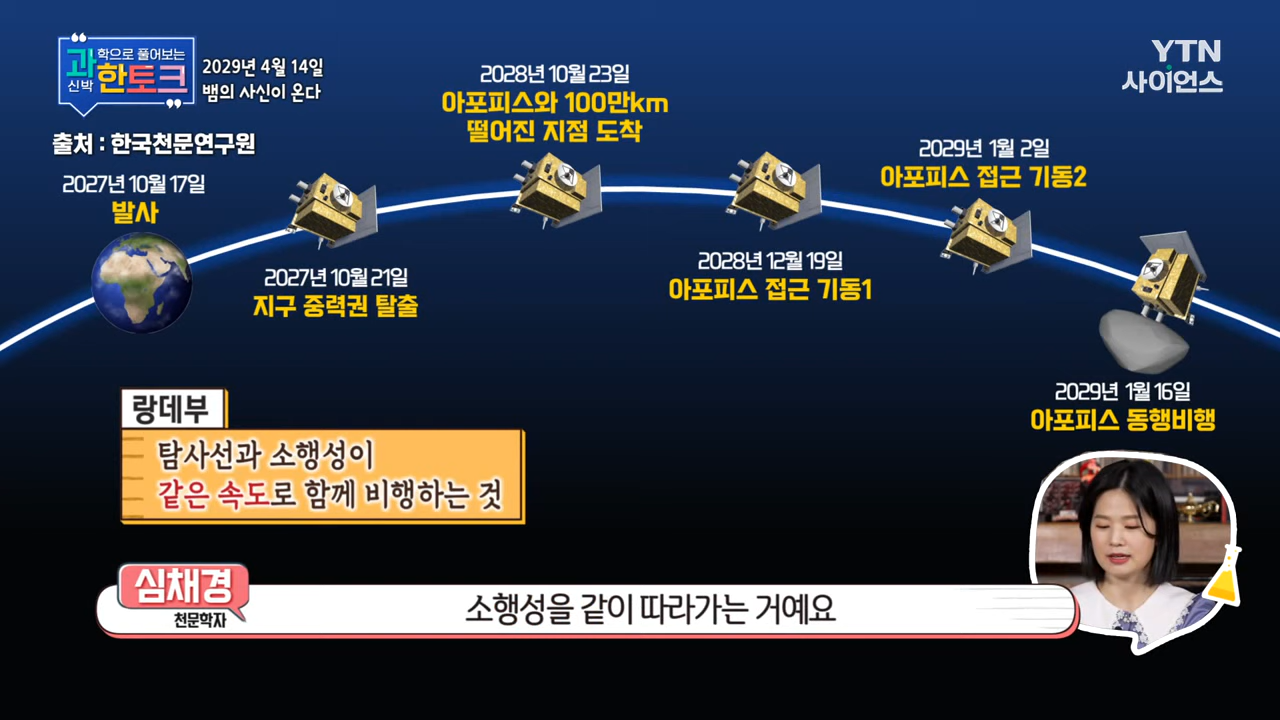 과학으로 풀어보는
신박한토크
2029년 4월 14일
뱀의 사신이 온다
YTN
사이언스
출처 : 한국천문연구원
2027년 10월 17일
발사
2027년 10월 21일
지구 중력권 탈출
2028년 10월 23일
아포피스와 100만km
떨어진 지점 도착
2028년 12월 19일
아포피스 접근 기동1
2029년 1월 2일
아포피스 접근 기동2
2029년 1월 16일
아포피스 동행비행
랑데부
탐사선과 소행성이
같은 속도로 함께 비행하는 것
심채경
천문학자
소행성을 같이 따라가는 거예요